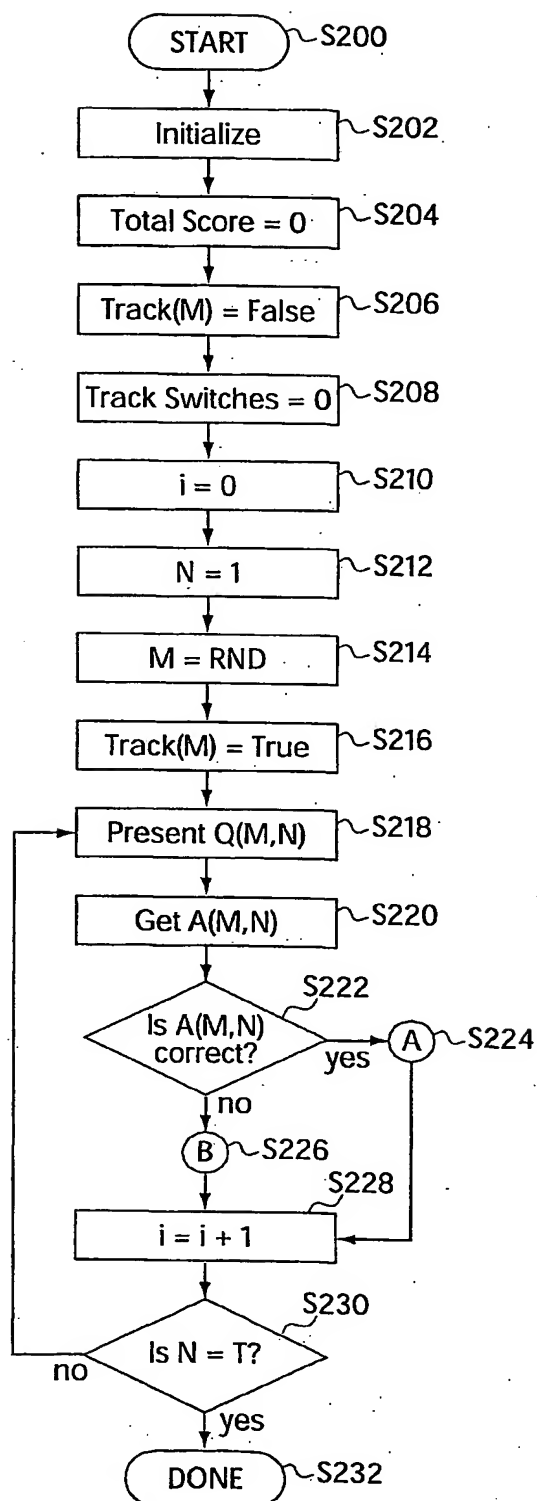 START
S200
Initialize
S202
Total Score = 0
S204
Track(M) = False
S206
Track Switches = 0
S208
i = 0
S210
N = 1
S212
M = RND
S214
Track(M) = True
S216
Present Q(M,N)
S218
Get A(M,N)
S220
S222
Is A(M,N)
correct?
yes
A
S224
no
B
S226
S228
i = i + 1
S230
Is N = T?
no
yes
DONE
S232